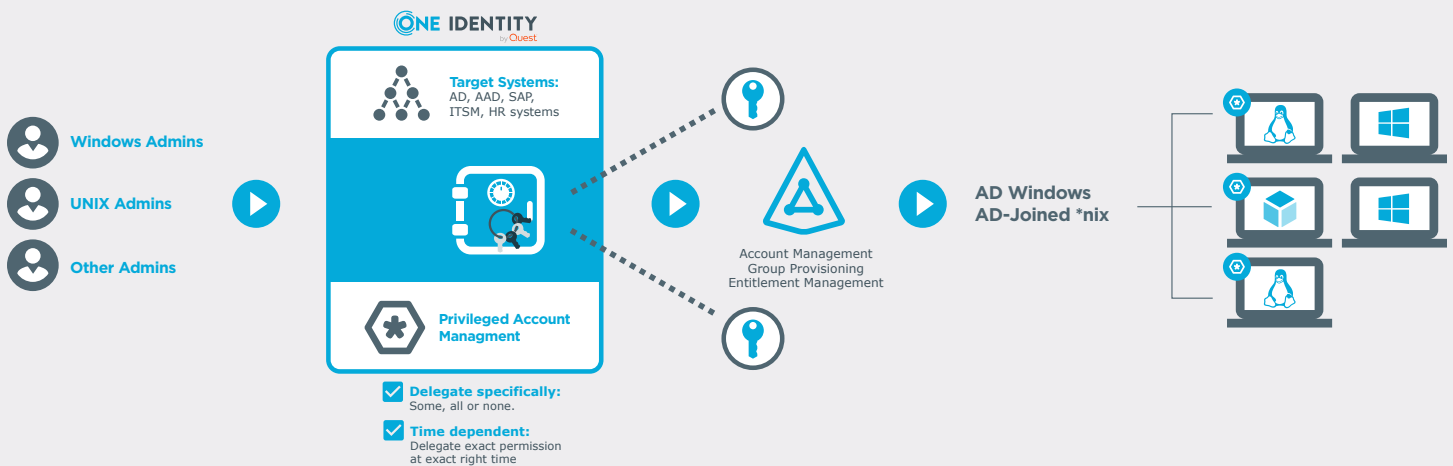 ONE IDENTITY
by Quest
Windows Admins
UNIX Admins
Other Admins
Target Systems:
AD, AAD, SAP,
ITSM, HR systems
Privileged Account
Managment
Delegate specifically:
Some, all or none.
Time dependent:
Delegate exact permission
at exact right time
Account Management
Group Provisioning
Entitlement Management
AD Windows
AD-Joined *nix